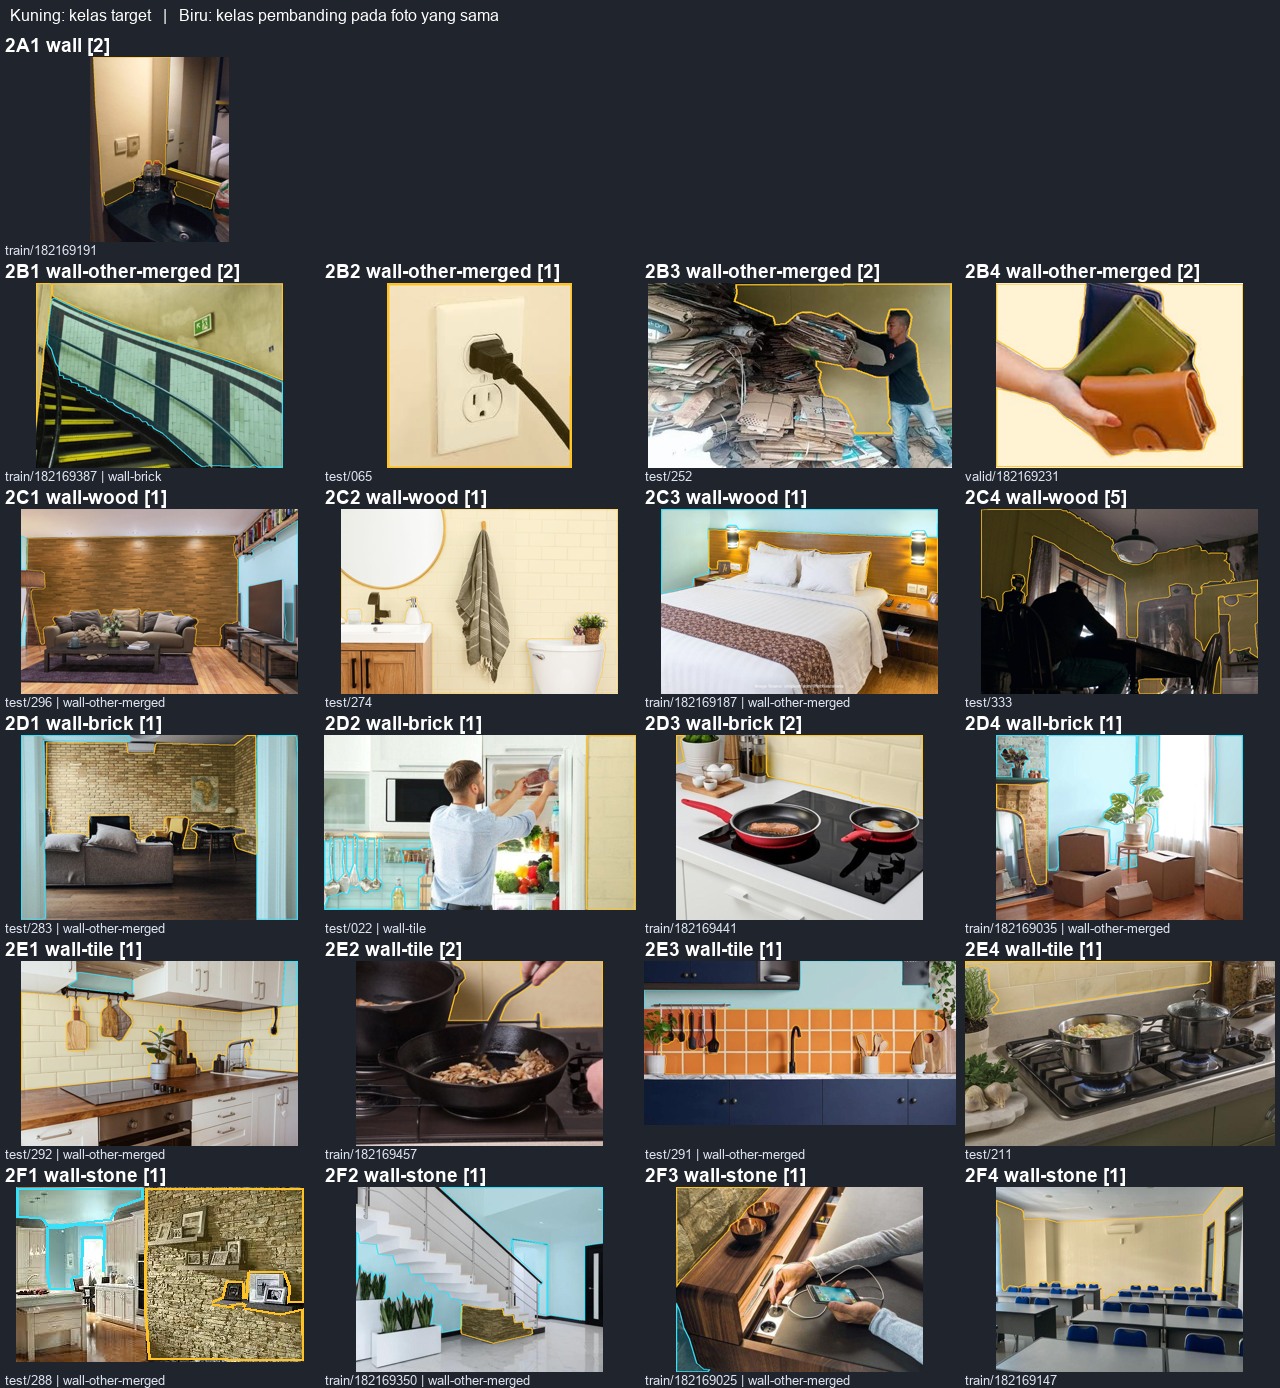 Kuning: kelas target | Biru: kelas pembanding pada foto yang sama
2A1 wall [2]
train/182169191
2B1 wall-other-merged [2]
2B2 wall-other-merged [1]
2B3 wall-other-merged [2]
2B4 wall-other-merged [2]
train/182169387 | wall-brick
test/065
test/252
valid/182169231
2C1 wall-wood [1]
2C2 wall-wood [1]
2C3 wall-wood [1]
2C4 wall-wood [5]
test/296 | wall-other-merged
test/274
train/182169187 | wall-other-merged
test/333
2D1 wall-brick [1]
2D2 wall-brick [1]
2D3 wall-brick [2]
2D4 wall-brick [1]
test/283 | wall-other-merged
test/022 | wall-tile
train/182169441
train/182169035 | wall-other-merged
2E1 wall-tile [1]
2E2 wall-tile [2]
2E3 wall-tile [1]
2E4 wall-tile [1]
test/292 | wall-other-merged
train/182169457
test/291 | wall-other-merged
test/211
2F1 wall-stone [1]
2F2 wall-stone [1]
2F3 wall-stone [1]
2F4 wall-stone [1]
test/288 | wall-other-merged
train/182169350 | wall-other-merged
train/182169025 | wall-other-merged
train/182169147